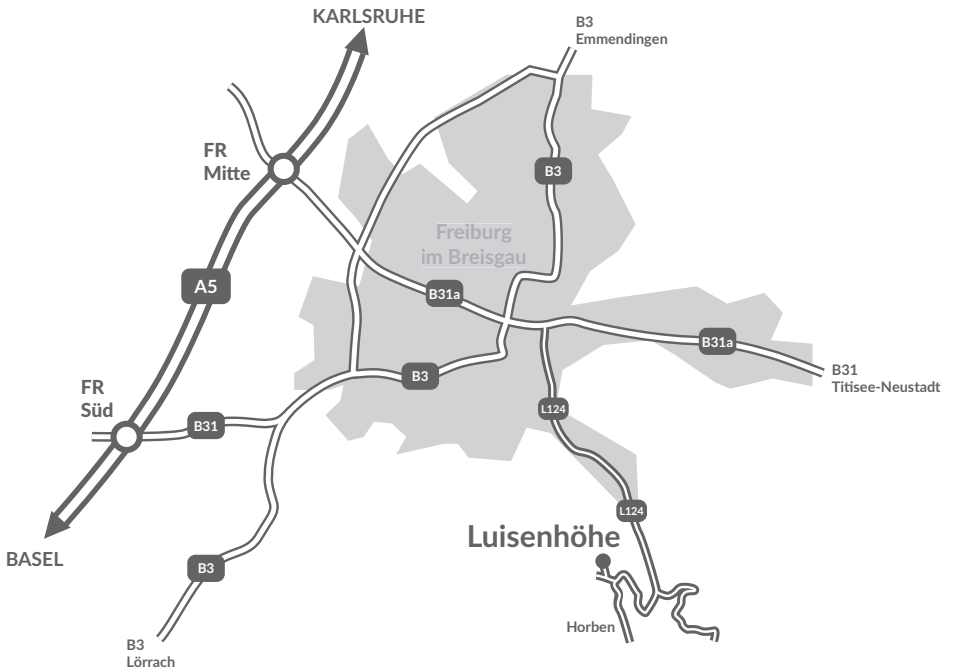 KARLSRUHE
B3
Emmendingen
FR
Mitte
B3
Freiburg
im Breisgau
A5
B31a
B31a
B3
B31
Titisee-Neustadt
FR
Süd
L124
B31
L124
Luisenhöhe
BASEL
B3
Horben
B3
Lörrach